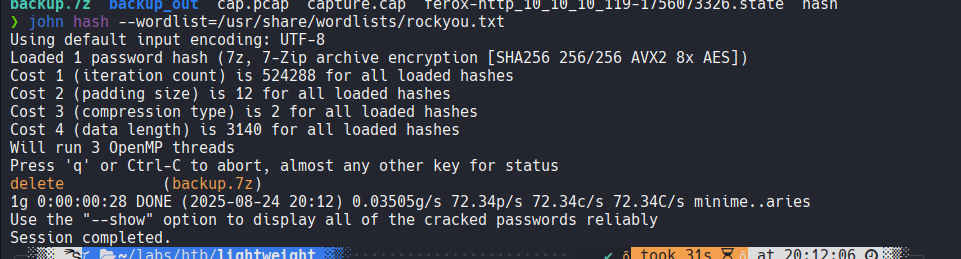 backup.7z backup_out cap.pcap capture.cap ferox-http_10_10_10_119-1756073326.state hash
❯ john hash --wordlist=/usr/share/wordlists/rockyou.txt
Using default input encoding: UTF-8
Loaded 1 password hash (7z, 7-Zip archive encryption [SHA256 256/256 AVX2 8x AES])
Cost 1 (iteration count) is 524288 for all loaded hashes
Cost 2 (padding size) is 12 for all loaded hashes
Cost 3 (compression type) is 2 for all loaded hashes
Cost 4 (data length) is 3140 for all loaded hashes
Will run 3 OpenMP threads
Press 'q' or Ctrl-C to abort, almost any other key for status
delete (backup.7z)
1g 0:00:00:28 DONE (2025-08-24 20:12) 0.03505g/s 72.34p/s 72.34c/s 72.34C/s minime..aries
Use the "--show" option to display all of the cracked passwords reliably
Session completed.
~/labs/htb/lightweight ✔ took 31s at 20:12:06